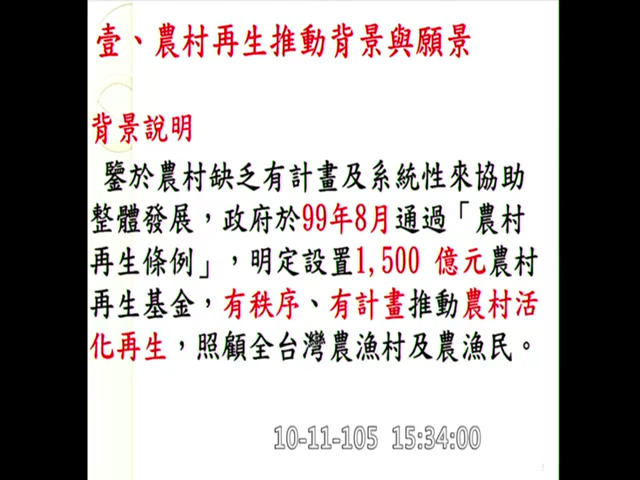 壹、農村再生推動背景與願景
背景說明
鑒於農村缺乏有計畫及系統性來協助
整體發展，政府於99年8月通過「農村
再生條例」，明定設置1,500 億元農村
再生基金，有秩序、有計畫推動農村活
化再生，照顧全台灣農漁村及農漁民。
10-11-105 15:34:00